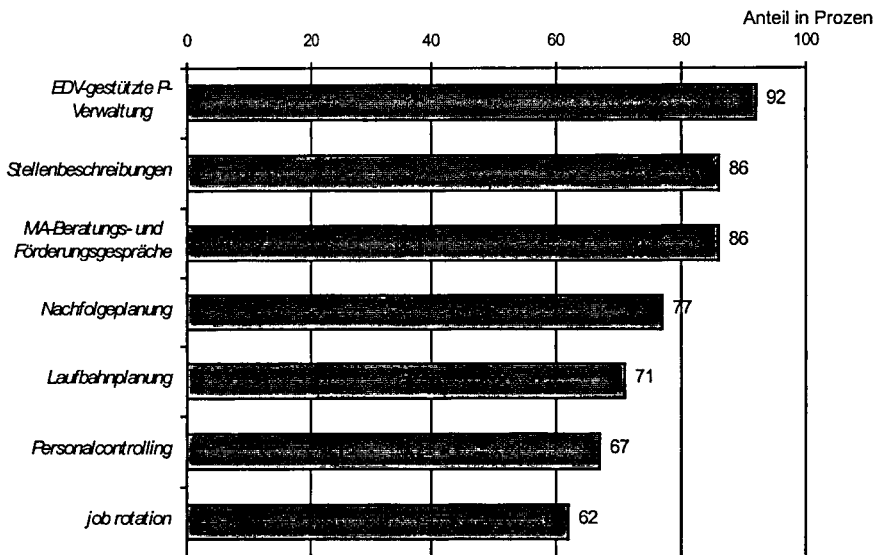 Anteil in Prozen
0 20 40 60 80 100
EDV-gestützte P-
Verwaltung
92
Stellenbeschreibungen
86
MA-Beratungs- und
Förderungsgespräche
86
Nachfolgeplanung
77
Laufbahnplanung
71
Personalcontrolling
67
job rotation
62